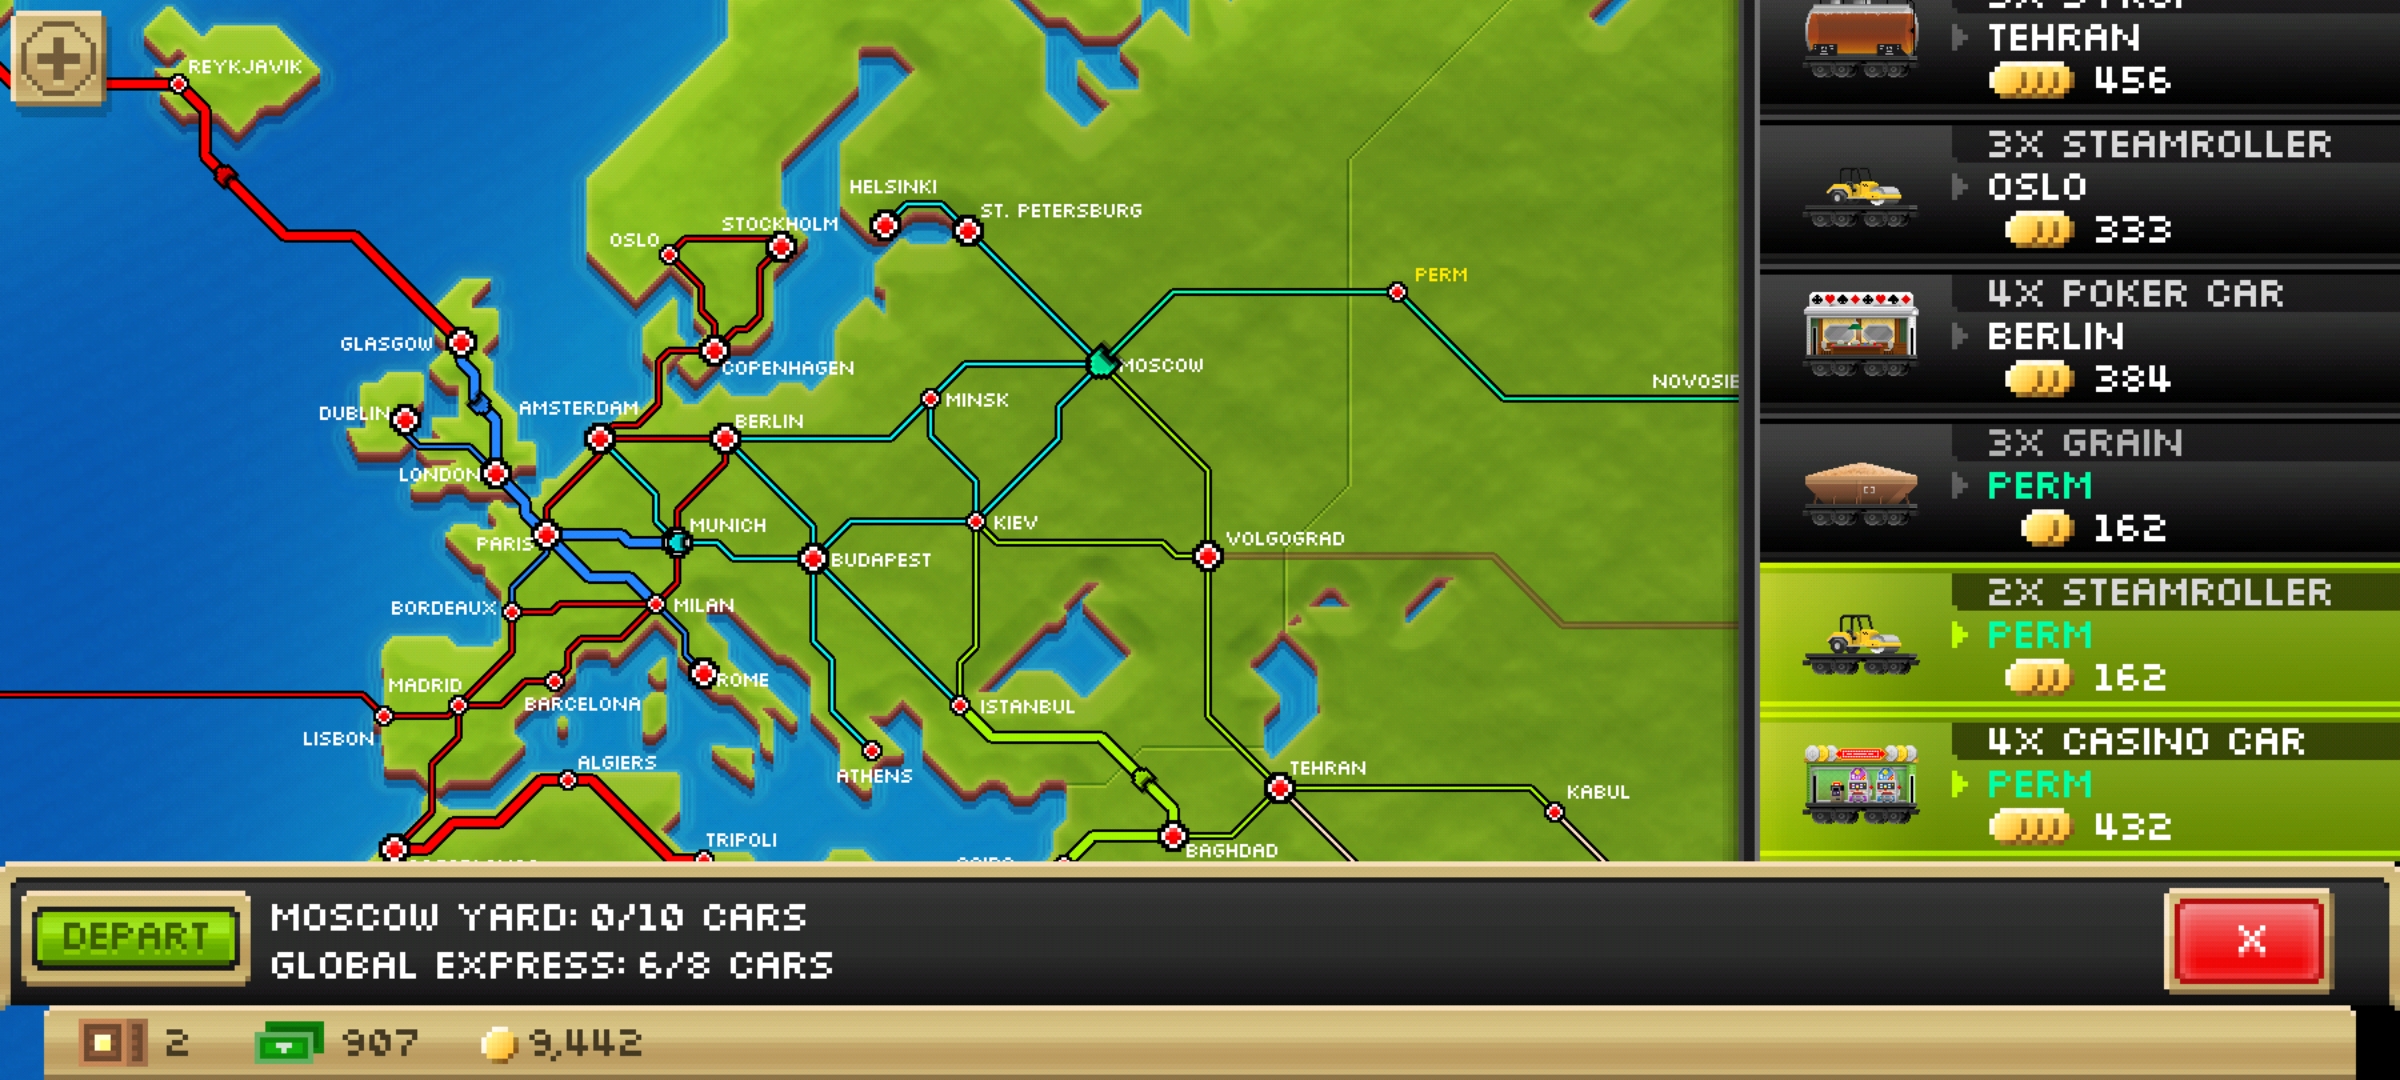 REYKJAVIK
HELSINKI
ST. PETERSBURG
STOCKHOLM
OSLO
PERM
GLASGOW
COPENHAGEN
MOSCOW
NOVOSIB
DUBLIN
AMSTERDAM
BERLIN
MINSK
LONDON
MUNICH
KIEV
PARIS
BUDAPEST
VOLGOGRAD
BORDEAUX
MILAN
MADRID
ROME
BARCELONA
ISTANBUL
LISBON
ALGIERS
ATHENS
TEHRAN
KABUL
TRIPOLI
BAGHDAD
TEHRAN
456
3X STEAMROLLER
OSLO
333
4X POKER CAR
BERLIN
384
3X GRAIN
PERM
162
2X STEAMROLLER
PERM
162
4X CASINO CAR
PERM
432
DEPART
MOSCOW YARD: 0/10 CARS
GLOBAL EXPRESS: 6/8 CARS
X
2
907
9,442